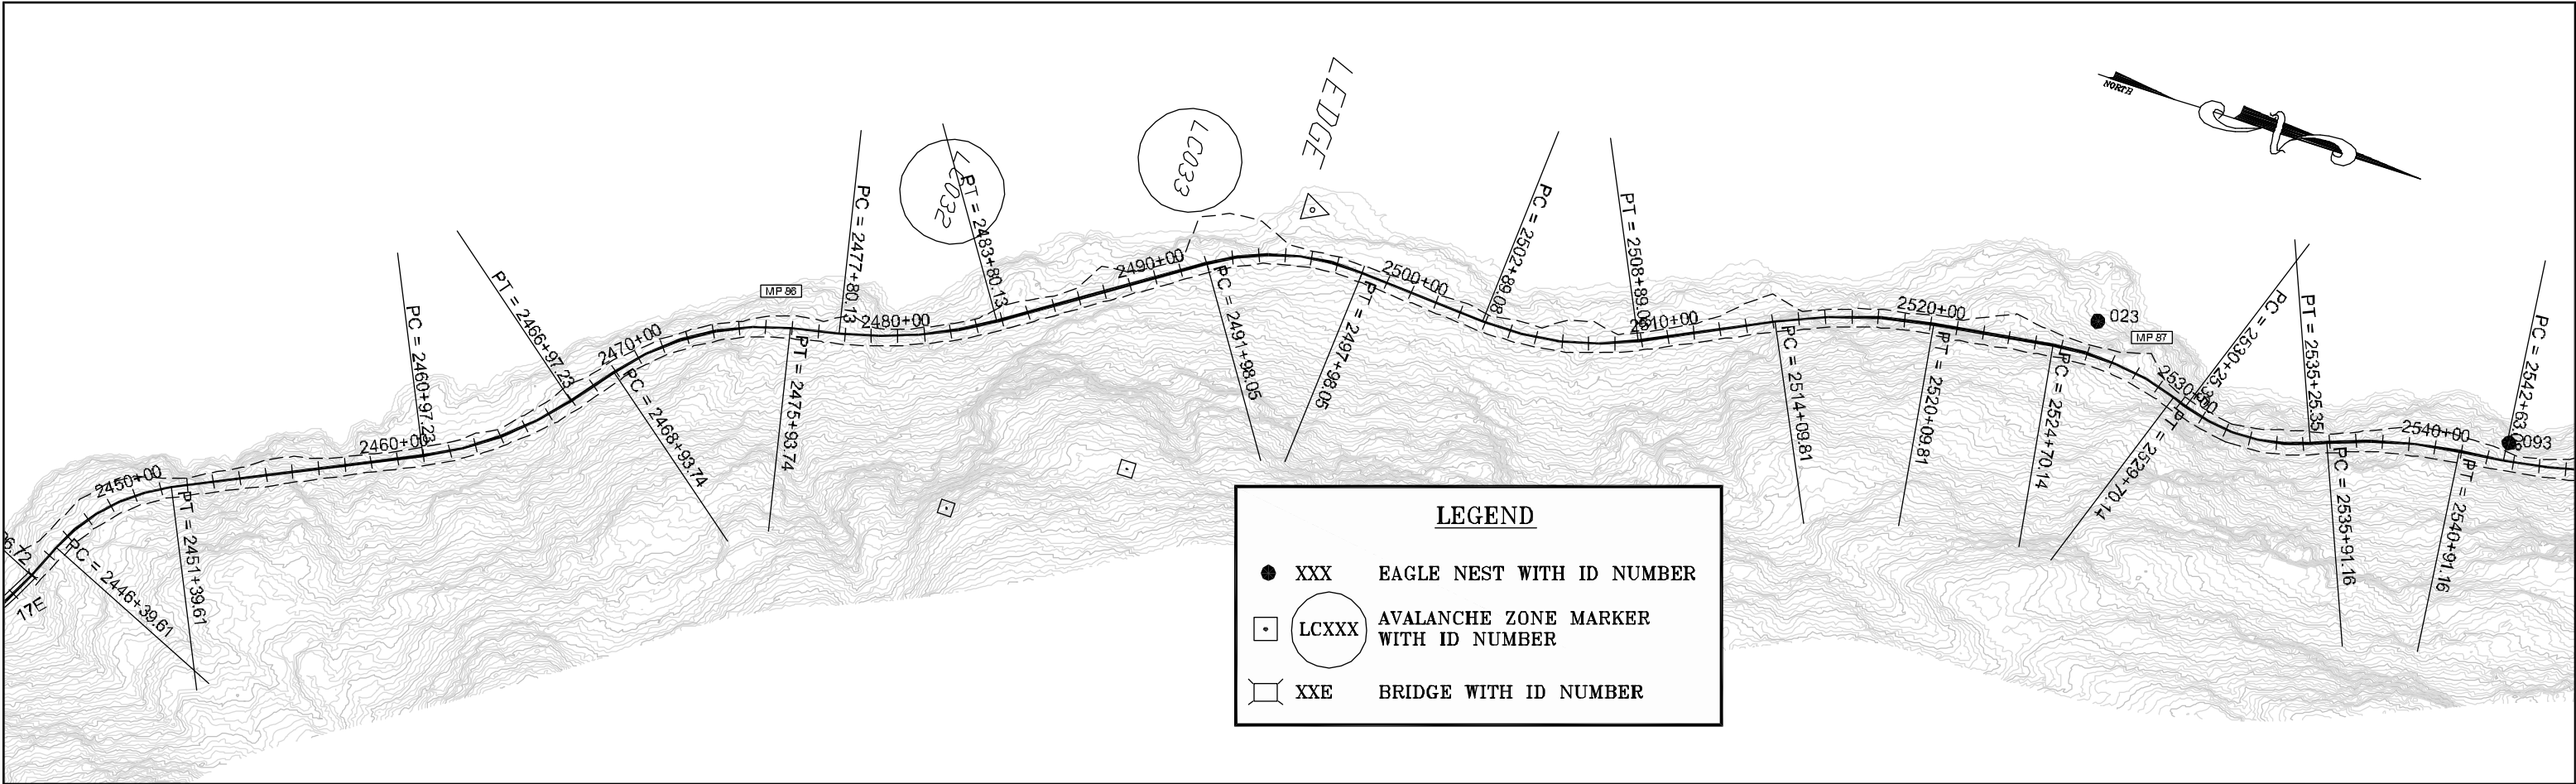 LEDGE
NORTH
LC032
LC033
PC = 2446+39.61
PT = 2451+39.61
PC = 2460+97.23
PT = 2466+97.23
PC = 2468+93.74
PT = 2475+93.74
PC = 2477+80.13
PT = 2483+80.13
PC = 2491+98.05
PT = 2497+98.05
PC = 2502+89.08
PT = 2508+89.08
PC = 2514+09.81
PT = 2520+09.81
PC = 2524+70.14
PT = 2529+70.14
PC = 2530+25.35
PT = 2535+25.35
PC = 2535+91.16
PT = 2540+91.16
2450+00
2460+00
2470+00
2480+00
2490+00
2500+00
2510+00
2520+00
2530+00
2540+00
MP 86
MP 87
023
093
17E
LEGEND
XXX EAGLE NEST WITH ID NUMBER
LCXXX AVALANCHE ZONE MARKER
WITH ID NUMBER
XXE BRIDGE WITH ID NUMBER